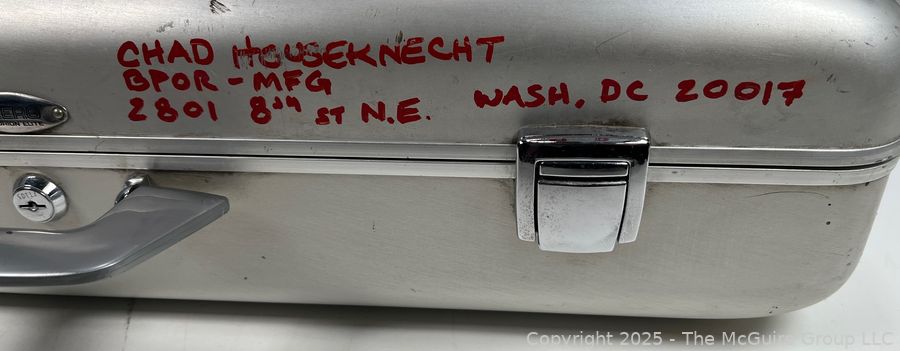 CHAD HOUSEKNECHT
BPOR - MFG
2801 8TH ST N.E. WASH, DC 20017
Copyright 2025 - The McGuire Group LLC